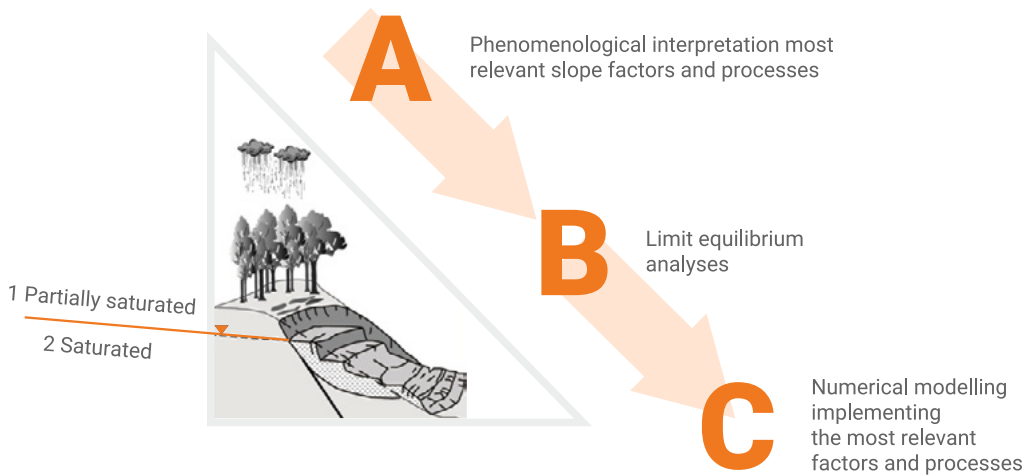 A
Phenomenological interpretation most
relevant slope factors and processes
B
Limit equilibrium
analyses
1 Partially saturated
2 Saturated
C
Numerical modelling
implementing
the most relevant
factors and processes